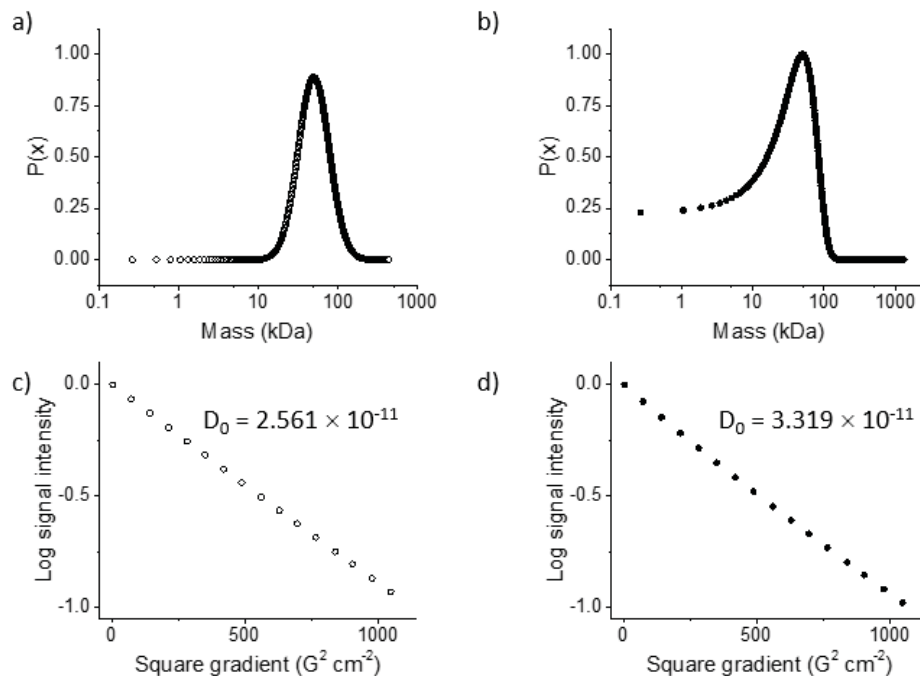 a)
1.00
0.75
0.50
0.25
0.00
P(x)
0.1 1 10 100 1000
Mass (kDa)
b)
1.00
0.75
0.50
0.25
0.00
P(x)
0.1 1 10 100 1000
Mass (kDa)
c)
0.0
-0.5
-1.0
Log signal intensity
D₀ = 2.561 × 10⁻¹¹
0 500 1000
Square gradient (G² cm⁻²)
d)
0.0
-0.5
-1.0
Log signal intensity
D₀ = 3.319 × 10⁻¹¹
0 500 1000
Square gradient (G² cm⁻²)